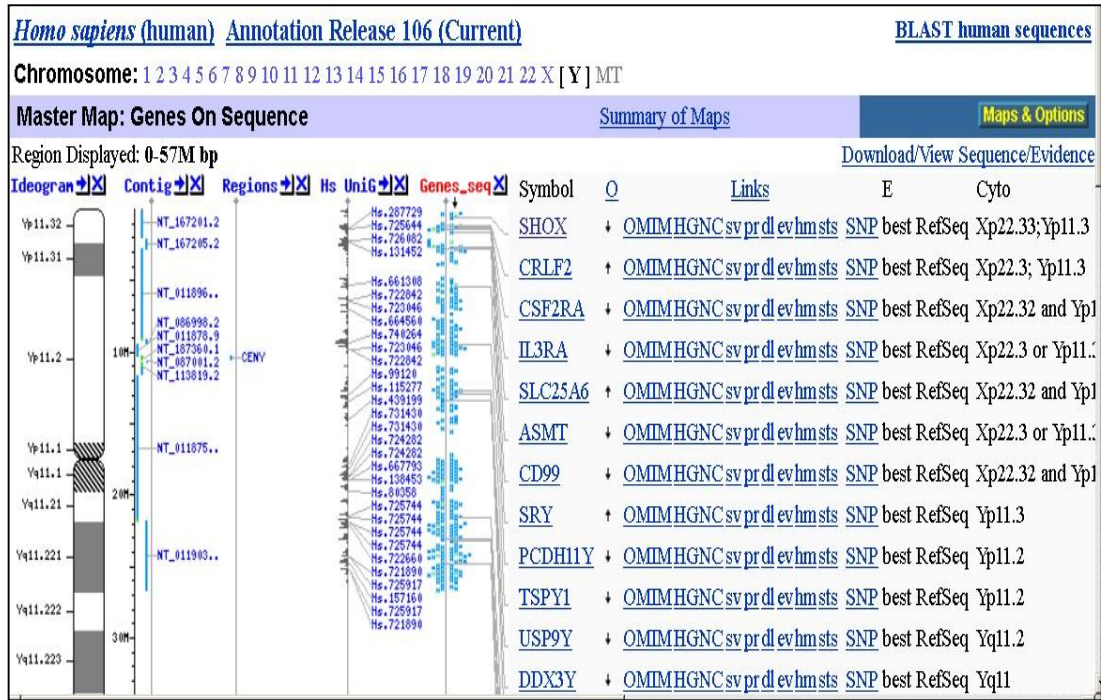 Homo sapiens (human) Annotation Release 106 (Current) BLAST human sequences
Chromosome: 1 2 3 4 5 6 7 8 9 10 11 12 13 14 15 16 17 18 19 20 21 22 X [ Y ] MT
Master Map: Genes On Sequence Summary of Maps Maps & Options
Region Displayed: 0-57M bp Download/View Sequence/Evidence
Ideogram Contig Regions Hs UniG Genes_seq Symbol O Links E Cyto
Yp11.32
Yp11.31
Yp11.2
Yp11.1
Yq11.1
Yq11.21
Yq11.221
Yq11.222
Yq11.223
10M
20M
30M
NT_167201.2
NT_167205.2
NT_011896..
NT_086998.2
NT_011878.9
NT_187360.1
NT_087001.2
NT_113819.2
NT_011875..
NT_011903..
CENY
Hs.287729
Hs.725644
Hs.726082
Hs.131452
Hs.661308
Hs.722842
Hs.723046
Hs.664560
Hs.740264
Hs.723046
Hs.722842
Hs.99120
Hs.115277
Hs.439199
Hs.731430
Hs.731430
Hs.724282
Hs.724282
Hs.667793
Hs.138453
Hs.80358
Hs.725744
Hs.725744
Hs.725744
Hs.725744
Hs.722660
Hs.721890
Hs.725917
Hs.157160
Hs.725917
Hs.721890
SHOX OMIM HGNC sv pr dl ev hm sts SNP best RefSeq Xp22.33;Yp11.3
CRLF2 OMIM HGNC sv pr dl ev hm sts SNP best RefSeq Xp22.3; Yp11.3
CSF2RA OMIM HGNC sv pr dl ev hm sts SNP best RefSeq Xp22.32 and Yp1
IL3RA OMIM HGNC sv pr dl ev hm sts SNP best RefSeq Xp22.3 or Yp11.
SLC25A6 OMIM HGNC sv pr dl ev hm sts SNP best RefSeq Xp22.32 and Yp1
ASMT OMIM HGNC sv pr dl ev hm sts SNP best RefSeq Xp22.3 or Yp11.
CD99 OMIM HGNC sv pr dl ev hm sts SNP best RefSeq Xp22.32 and Yp1
SRY OMIM HGNC sv pr dl ev hm sts SNP best RefSeq Yp11.3
PCDH11Y OMIM HGNC sv pr dl ev hm sts SNP best RefSeq Yp11.2
TSPY1 OMIM HGNC sv pr dl ev hm sts SNP best RefSeq Yp11.2
USP9Y OMIM HGNC sv pr dl ev hm sts SNP best RefSeq Yq11.2
DDX3Y OMIM HGNC sv pr dl ev hm sts SNP best RefSeq Yq11